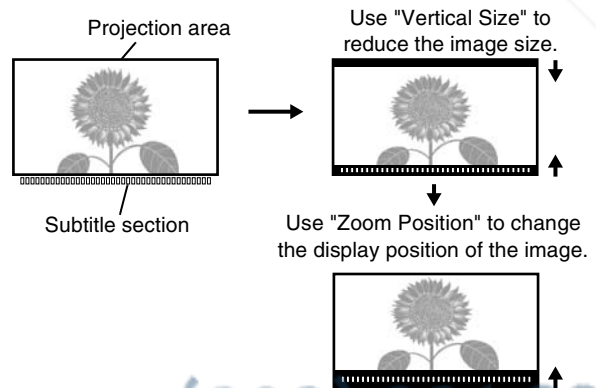 Projection area
Use "Vertical Size" to
reduce the image size.
Subtitle section
Use "Zoom Position" to change
the display position of the image.